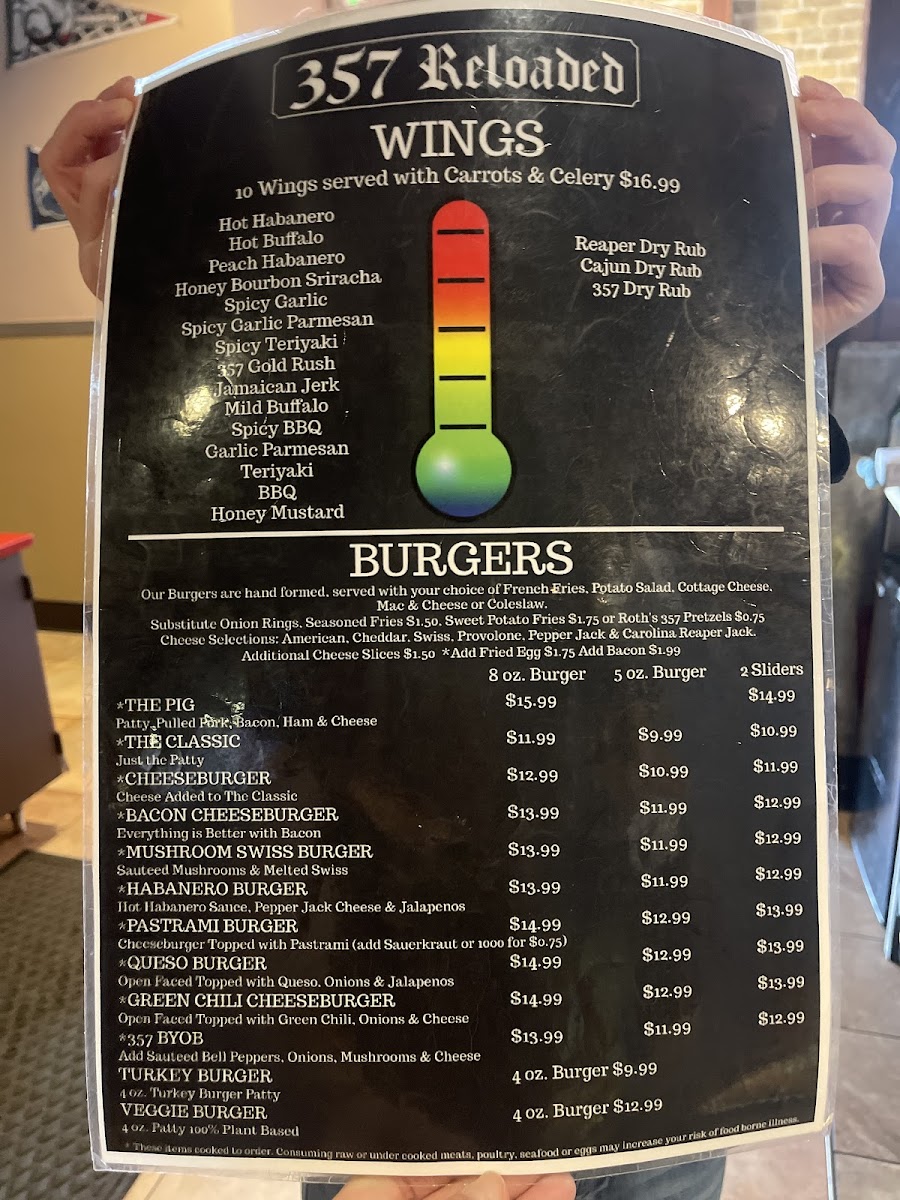 357 Reloaded
WINGS
10 Wings served with Carrots & Celery $16.99
Hot Habanero
Hot Buffalo
Peach Habanero
Honey Bourbon Sriracha
Spicy Garlic
Spicy Garlic Parmesan
Spicy Teriyaki
357 Gold Rush
Jamaican Jerk
Mild Buffalo
Spicy BBQ
Garlic Parmesan
Teriyaki
BBQ
Honey Mustard
Reaper Dry Rub
Cajun Dry Rub
357 Dry Rub
BURGERS
Our Burgers are hand formed, served with your choice of French Fries, Potato Salad, Cottage Cheese,
Mac & Cheese or Coleslaw.
Substitute Onion Rings, Seasoned Fries $1.50, Sweet Potato Fries $1.75 or Roth's 357 Pretzels $0.75
Cheese Selections: American, Cheddar, Swiss, Provolone, Pepper Jack & Carolina Reaper Jack.
Additional Cheese Slices $1.50 *Add Fried Egg $1.75 Add Bacon $1.99
8 oz. Burger 5 oz. Burger 2 Sliders
*THE PIG $15.99 $14.99
Patty, Pulled Pork, Bacon, Ham & Cheese
*THE CLASSIC $11.99 $9.99 $10.99
Just the Patty
*CHEESEBURGER $12.99 $10.99 $11.99
Cheese Added to The Classic
*BACON CHEESEBURGER $13.99 $11.99 $12.99
Everything is Better with Bacon
*MUSHROOM SWISS BURGER $13.99 $11.99 $12.99
Sauteed Mushrooms & Melted Swiss
*HABANERO BURGER $13.99 $11.99 $12.99
Hot Habanero Sauce, Pepper Jack Cheese & Jalapenos
*PASTRAMI BURGER $14.99 $12.99 $13.99
Cheeseburger Topped with Pastrami (add Sauerkraut or 1000 for $0.75)
*QUESO BURGER $14.99 $12.99 $13.99
Open Faced Topped with Queso, Onions & Jalapenos
*GREEN CHILI CHEESEBURGER $14.99 $12.99 $13.99
Open Faced Topped with Green Chili, Onions & Cheese
*357 BYOB $13.99 $11.99 $12.99
Add Sauteed Bell Peppers, Onions, Mushrooms & Cheese
TURKEY BURGER 4 oz. Burger $9.99
4 oz. Turkey Burger Patty
VEGGIE BURGER 4 oz. Burger $12.99
4 oz. Patty 100% Plant Based
* These items cooked to order. Consuming raw or under cooked meats, poultry, seafood or eggs may increase your risk of food borne illness.